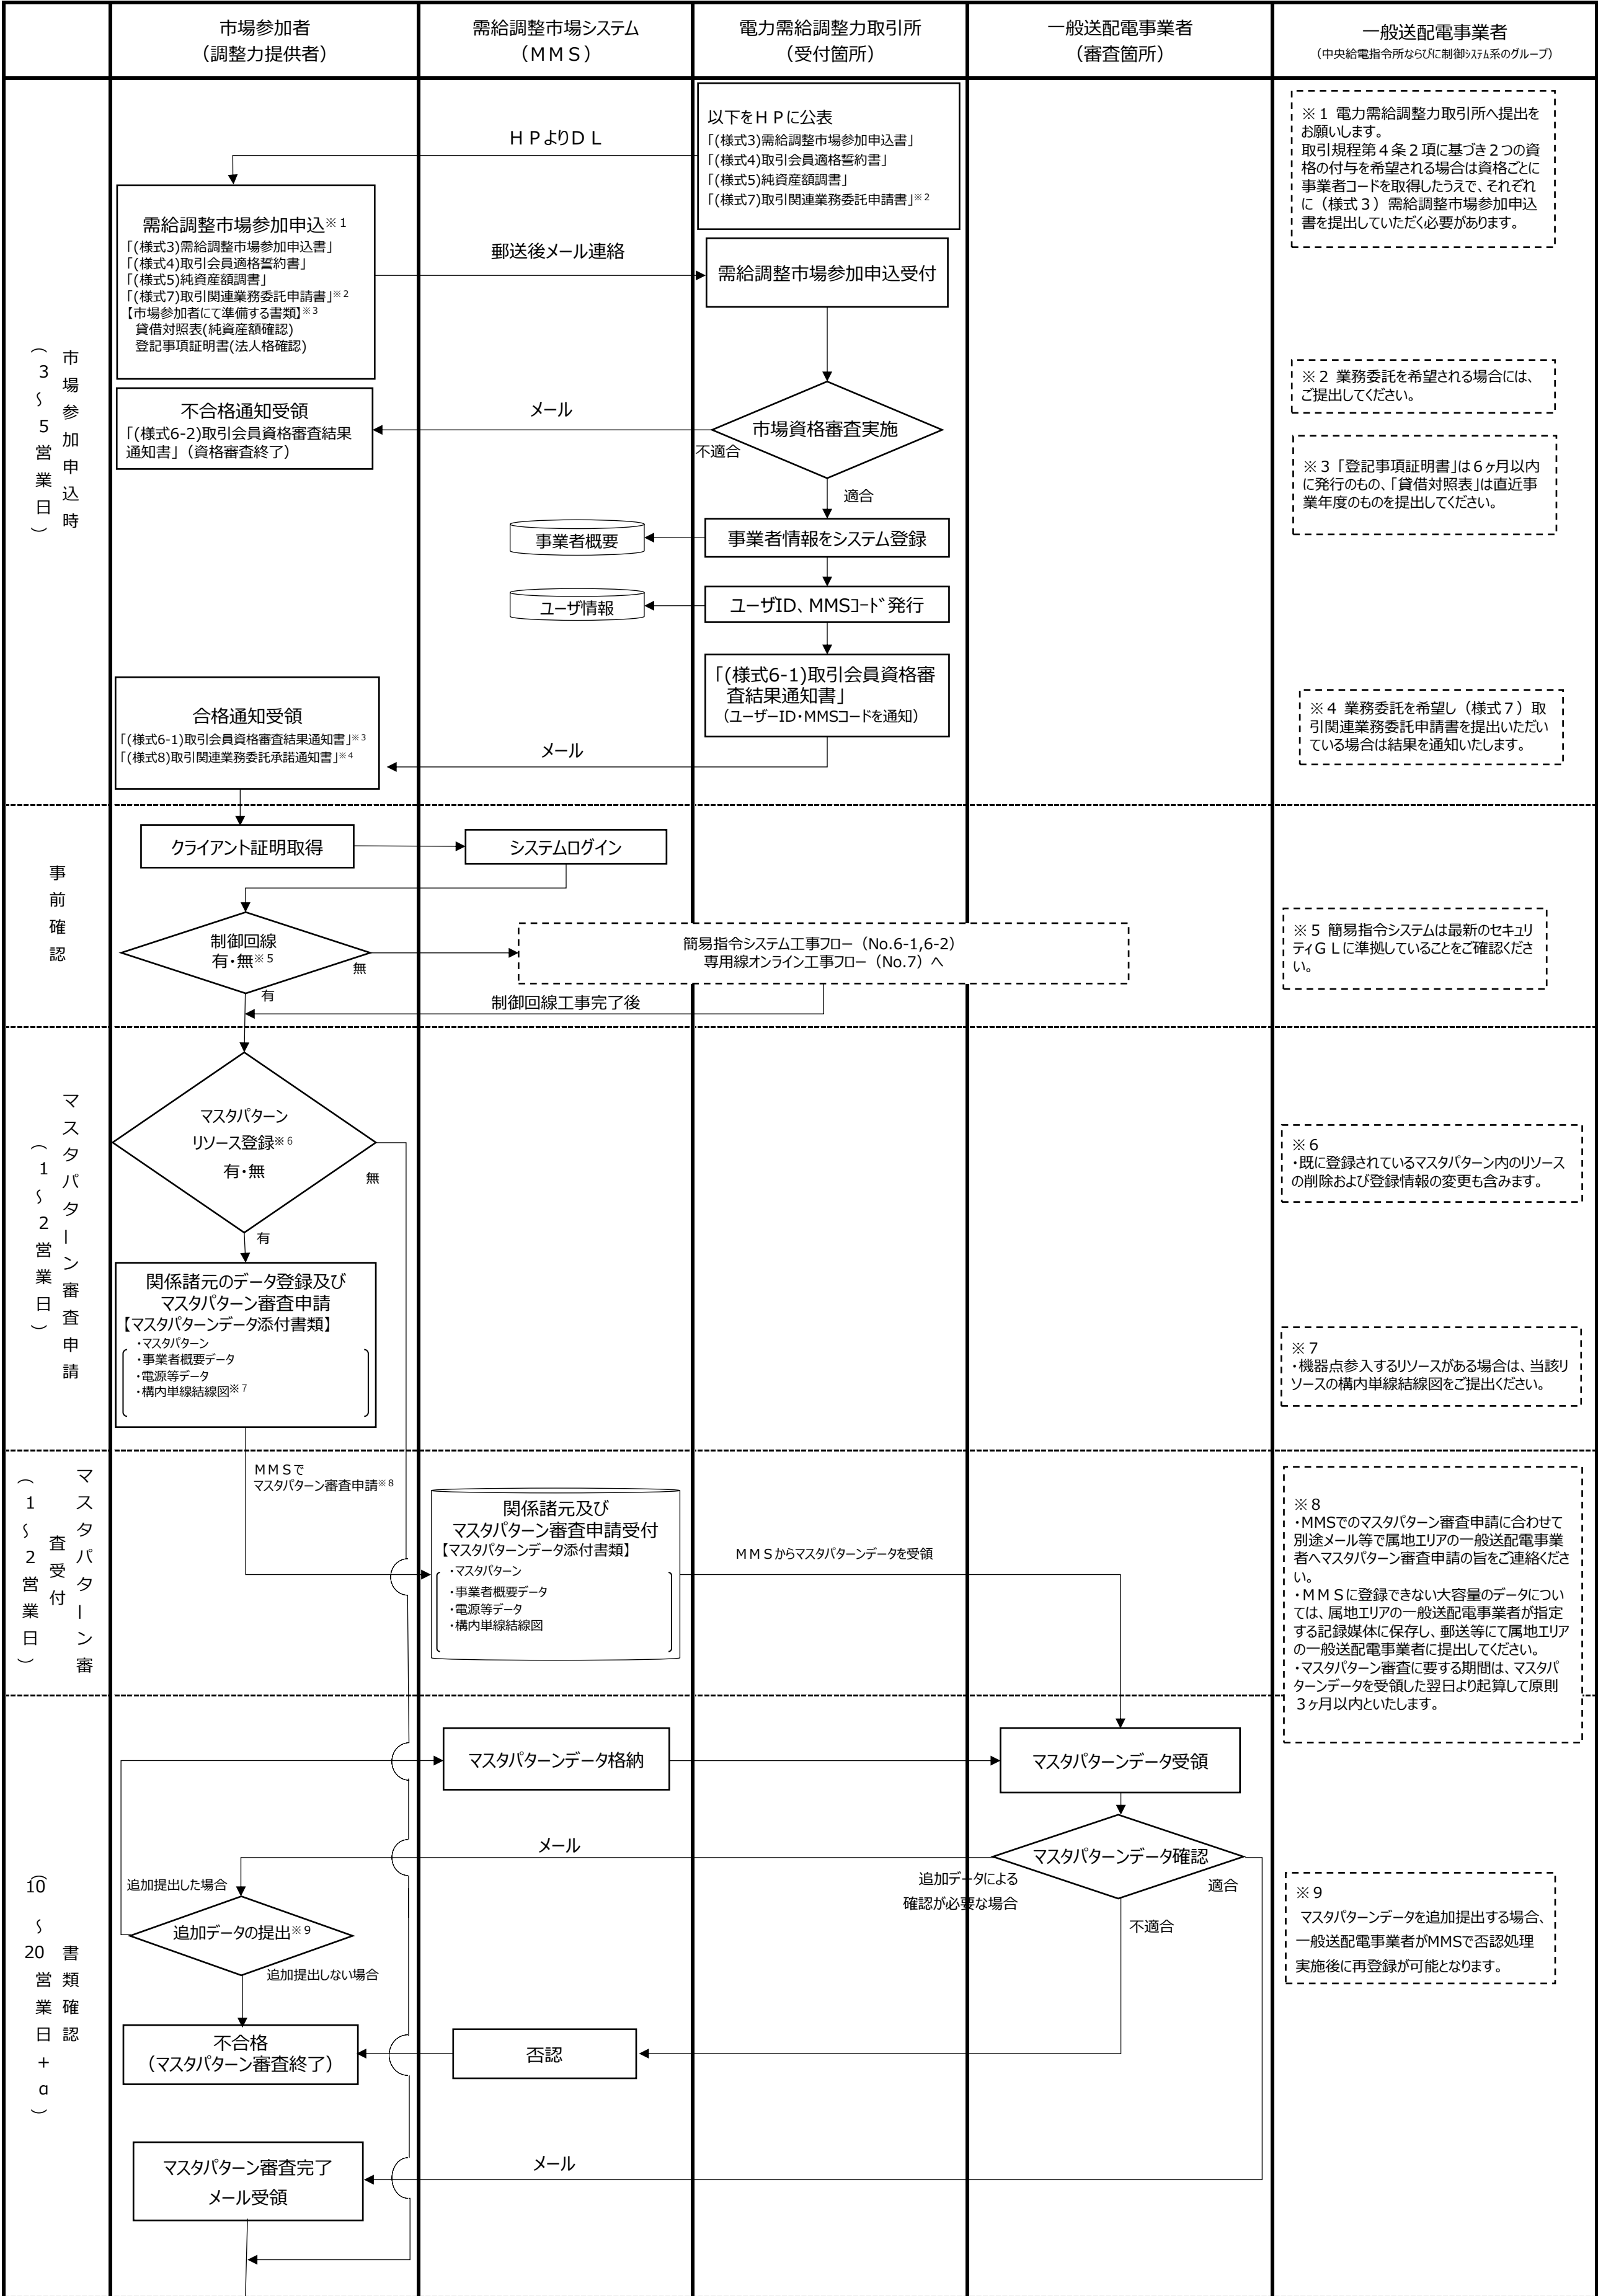 市場参加者
（調整力提供者）
需給調整市場システム
（ＭＭＳ）
電力需給調整力取引所
（受付箇所）
一般送配電事業者
（審査箇所）
一般送配電事業者
（中央給電指令所ならびに制御システム系のグループ）
市場参加申込時
（3～5営業日）
以下をＨＰに公表
「(様式3)需給調整市場参加申込書」
「(様式4)取引会員適格誓約書」
「(様式5)純資産額調書」
「(様式7)取引関連業務委託申請書」※2
ＨＰよりＤＬ
需給調整市場参加申込※1
「(様式3)需給調整市場参加申込書」
「(様式4)取引会員適格誓約書」
「(様式5)純資産額調書」
「(様式7)取引関連業務委託申請書」※2
【市場参加者にて準備する書類】※3
貸借対照表(純資産額確認)
登記事項証明書(法人格確認)
郵送後メール連絡
需給調整市場参加申込受付
市場資格審査実施
不適合
適合
メール
不合格通知受領
「(様式6-2)取引会員資格審査結果
通知書」（資格審査終了）
事業者情報をシステム登録
事業者概要
ユーザID、MMSコード発行
ユーザ情報
「(様式6-1)取引会員資格審
査結果通知書」
（ユーザーID・MMSコードを通知）
メール
合格通知受領
「(様式6-1)取引会員資格審査結果通知書」※3
「(様式8)取引関連業務委託承諾通知書」※4
※１ 電力需給調整力取引所へ提出を
お願いします。
取引規程第４条２項に基づき２つの資
格の付与を希望される場合は資格ごとに
事業者コードを取得したうえで、それぞれ
に（様式３）需給調整市場参加申込
書を提出していただく必要があります。
※２ 業務委託を希望される場合には、
ご提出してください。
※３「登記事項証明書」は６ヶ月以内
に発行のもの、「貸借対照表」は直近事
業年度のものを提出してください。
※４ 業務委託を希望し（様式７）取
引関連業務委託申請書を提出いただい
ている場合は結果を通知いたします。
事前確認
クライアント証明取得
システムログイン
制御回線
有・無※5
無
有
簡易指令システム工事フロー（No.6-1,6-2）
専用線オンライン工事フロー（No.7）へ
制御回線工事完了後
※５ 簡易指令システムは最新のセキュリ
ティＧＬに準拠していることをご確認くださ
い。
マスタパターン審査申請
（1～2営業日）
マスタパターン
リソース登録※6
有・無
無
有
関係諸元のデータ登録及び
マスタパターン審査申請
【マスタパターンデータ添付書類】
・マスタパターン
・事業者概要データ
・電源等データ
・構内単線結線図※7
※６
・既に登録されているマスタパターン内のリソース
の削除および登録情報の変更も含みます。
※７
・機器点参入するリソースがある場合は、当該リ
ソースの構内単線結線図をご提出ください。
マスタパターン審
査受付
（1～2営業日）
ＭＭＳで
マスタパターン審査申請※8
関係諸元及び
マスタパターン審査申請受付
【マスタパターンデータ添付書類】
・マスタパターン
・事業者概要データ
・電源等データ
・構内単線結線図
ＭＭＳからマスタパターンデータを受領
※８
・MMSでのマスタパターン審査申請に合わせて
別途メール等で属地エリアの一般送配電事業
者へマスタパターン審査申請の旨をご連絡くださ
い。
・ＭＭＳに登録できない大容量のデータについ
ては、属地エリアの一般送配電事業者が指定
する記録媒体に保存し、郵送等にて属地エリア
の一般送配電事業者に提出してください。
・マスタパターン審査に要する期間は、マスタパ
ターンデータを受領した翌日より起算して原則
３ヶ月以内といたします。
書類確認
（10～20営業日+α）
マスタパターンデータ格納
マスタパターンデータ受領
マスタパターンデータ確認
メール
追加データによる
確認が必要な場合
適合
不適合
追加提出した場合
追加データの提出※9
追加提出しない場合
不合格
（マスタパターン審査終了）
否認
マスタパターン審査完了
メール受領
メール
※９
マスタパターンデータを追加提出する場合、
一般送配電事業者がMMSで否認処理
実施後に再登録が可能となります。